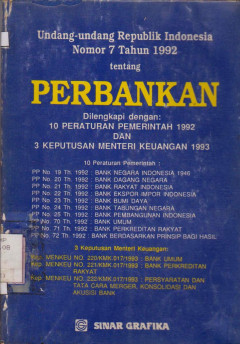 Undang-undang Republik Indonesia
Nomor 7 Tahun 1992
tentang
PERBANKAN
Dilengkapi dengan:
10 PERATURAN PEMERINTAH 1992
DAN
3 KEPUTUSAN MENTERI KEUANGAN 1993
10 Peraturan Pemerintah :
PP No. 19 Th. 1992 : BANK NEGARA INDONESIA 1946
PP No. 20 Th. 1992 : BANK DAGANG NEGARA
PP No. 21 Th. 1992 : BANK RAKYAT INDONESIA
PP No. 22 Th. 1992 : BANK EKSPOR IMPOR INDONESIA
PP No. 23 Th. 1992 : BANK BUMI DAYA
PP No. 24 Th. 1992 : BANK TABUNGAN NEGARA
PP No. 25 Th. 1992 : BANK PEMBANGUNAN INDONESIA
PP No. 70 Th. 1992 : BANK UMUM
PP No. 71 Th. 1992 : BANK PERKREDITAN RAKYAT
PP No. 72 Th. 1992 : BANK BERDASARKAN PRINSIP BAGI HASIL
3 Keputusan Menteri Keuangan:
Kep. MENKEU NO. 220/KMK.017/1993 : BANK UMUM
Kep. MENKEU NO. 221/KMK.017/1993 : BANK PERKREDITAN
RAKYAT
Kep. MENKEU NO. 222/KMK.017/1993 : PERSYARATAN DAN
TATA CARA MERGER, KONSOLIDASI DAN
AKUISISI BANK
SINAR GRAFIKA